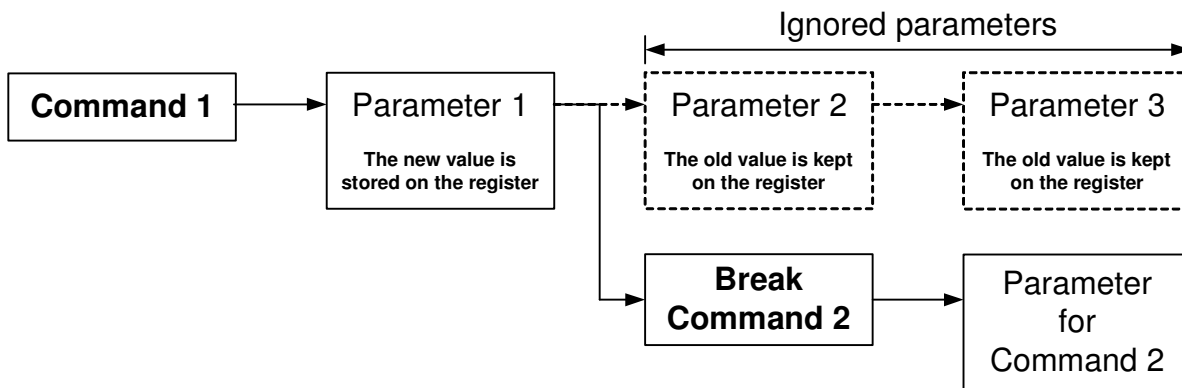 Ignored parameters
Command 1
Parameter 1
The new value is
stored on the register
Parameter 2
The old value is kept
on the register
Parameter 3
The old value is kept
on the register
Break
Command 2
Parameter
for
Command 2